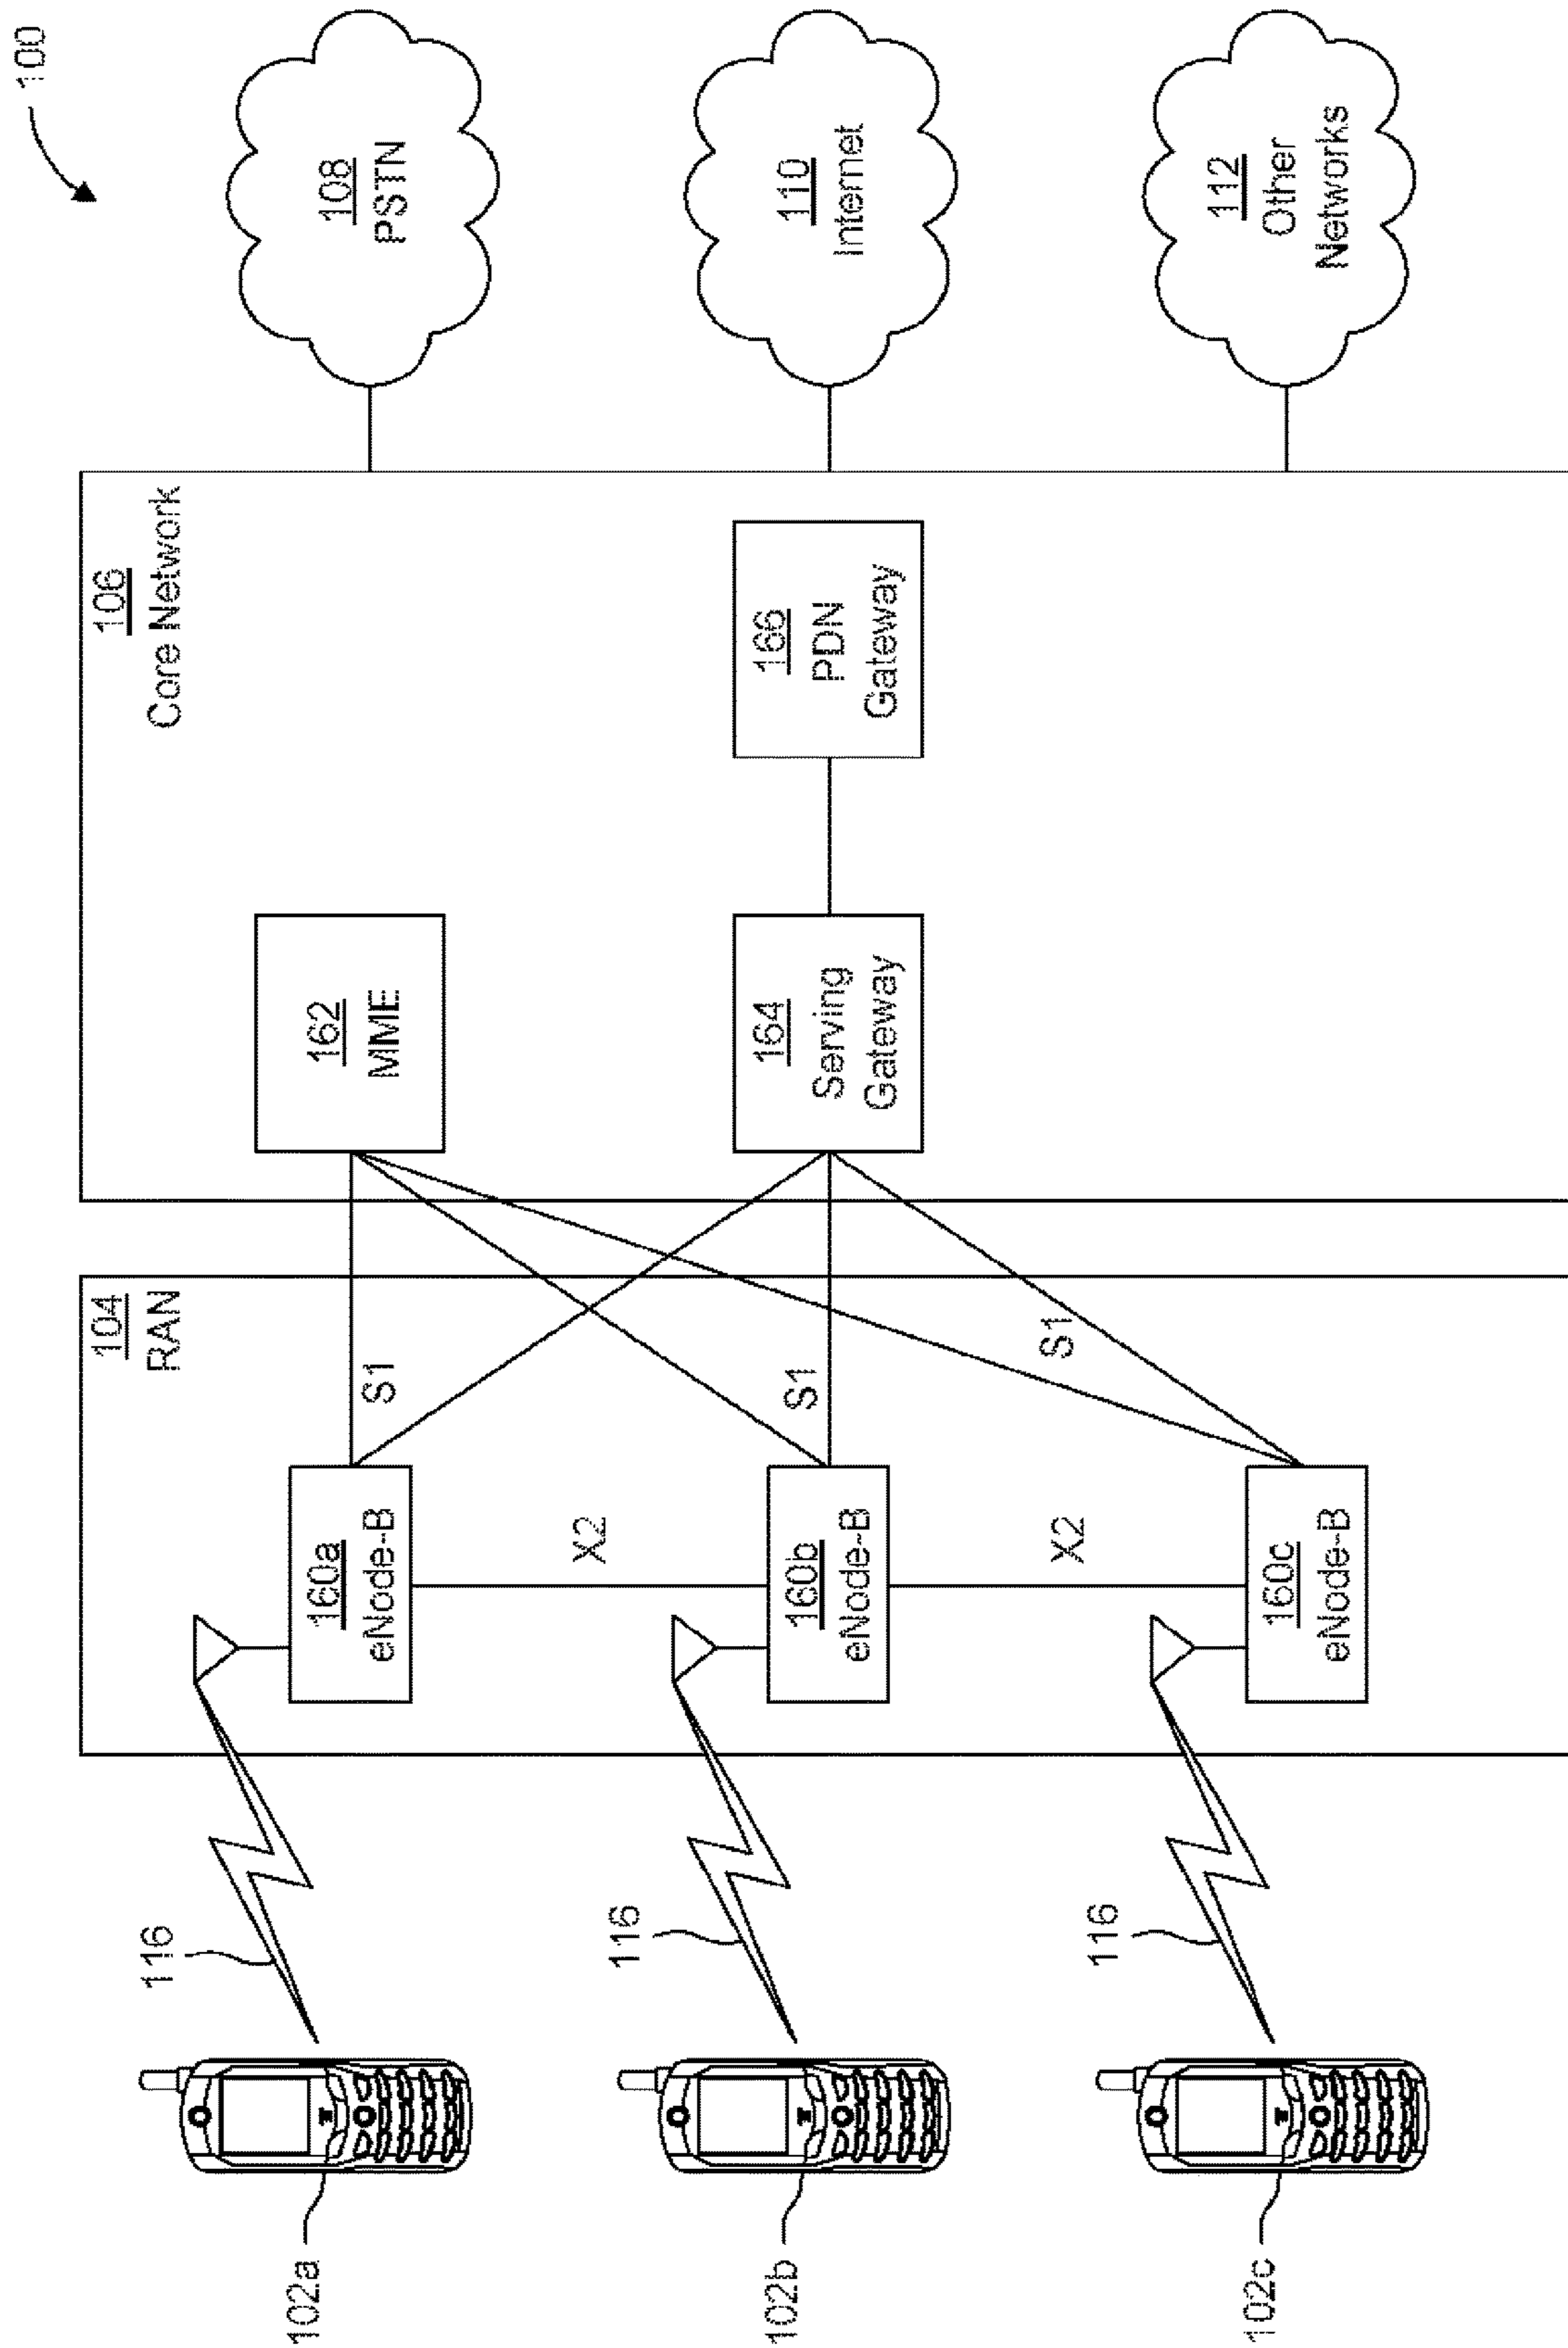 100
102a
116
104
RAN
160a
eNode-B
S1
X2
106
Core Network
162
MME
108
PSTN
102b
116
160b
eNode-B
S1
X2
164
Serving
Gateway
166
PDN
Gateway
110
Internet
102c
116
160c
eNode-B
S1
112
Other
Networks